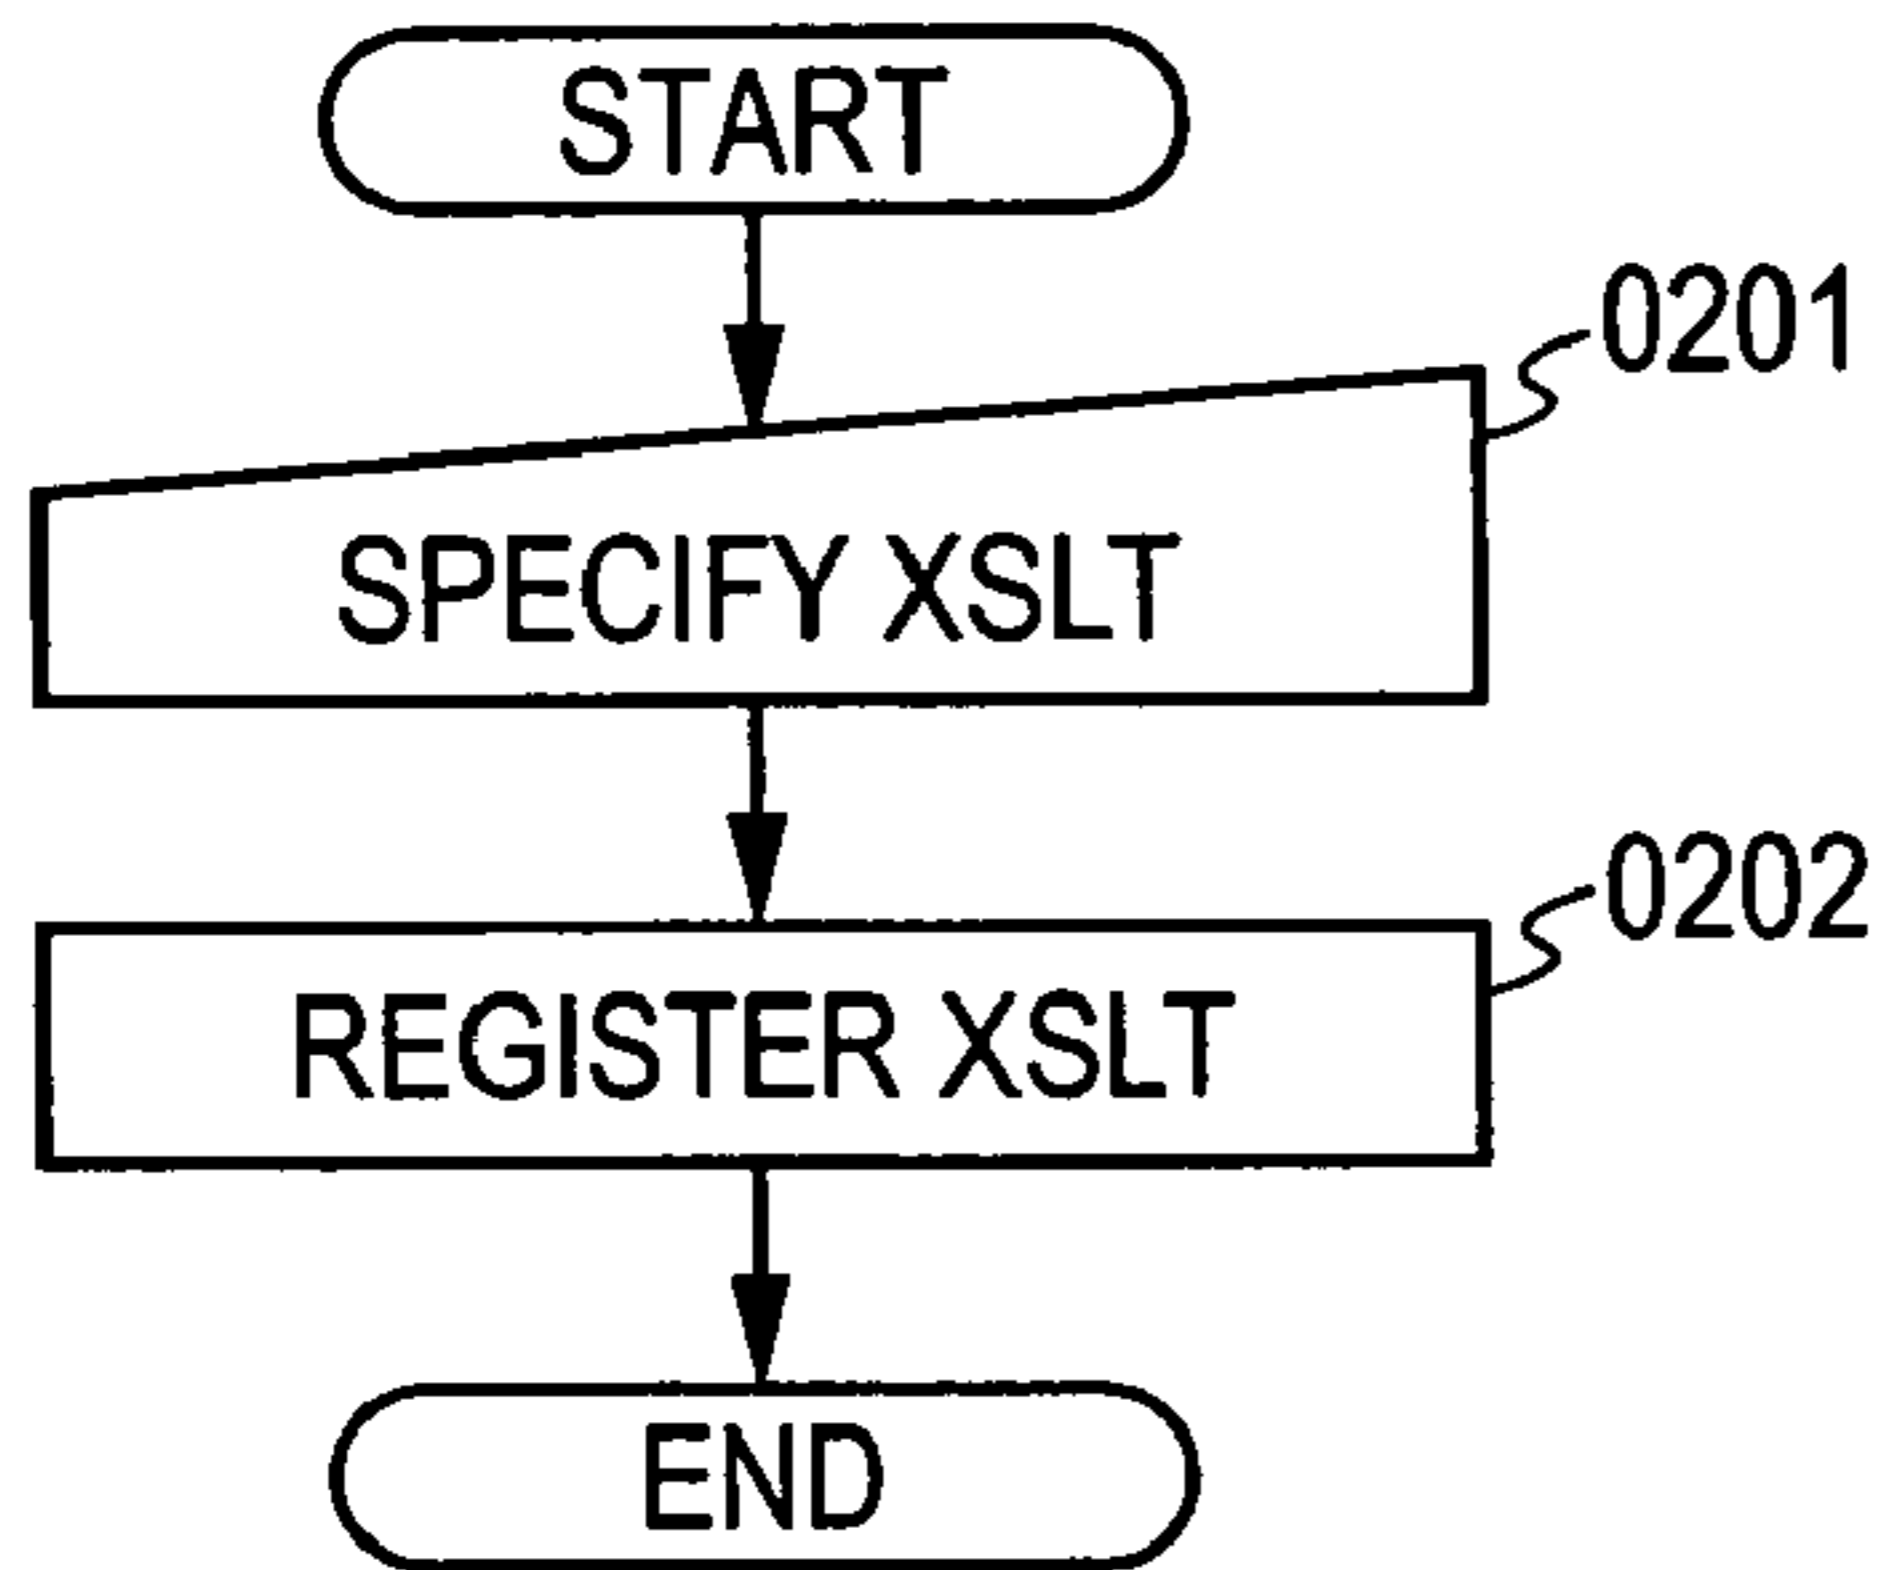 START
0201
SPECIFY XSLT
0202
REGISTER XSLT
END